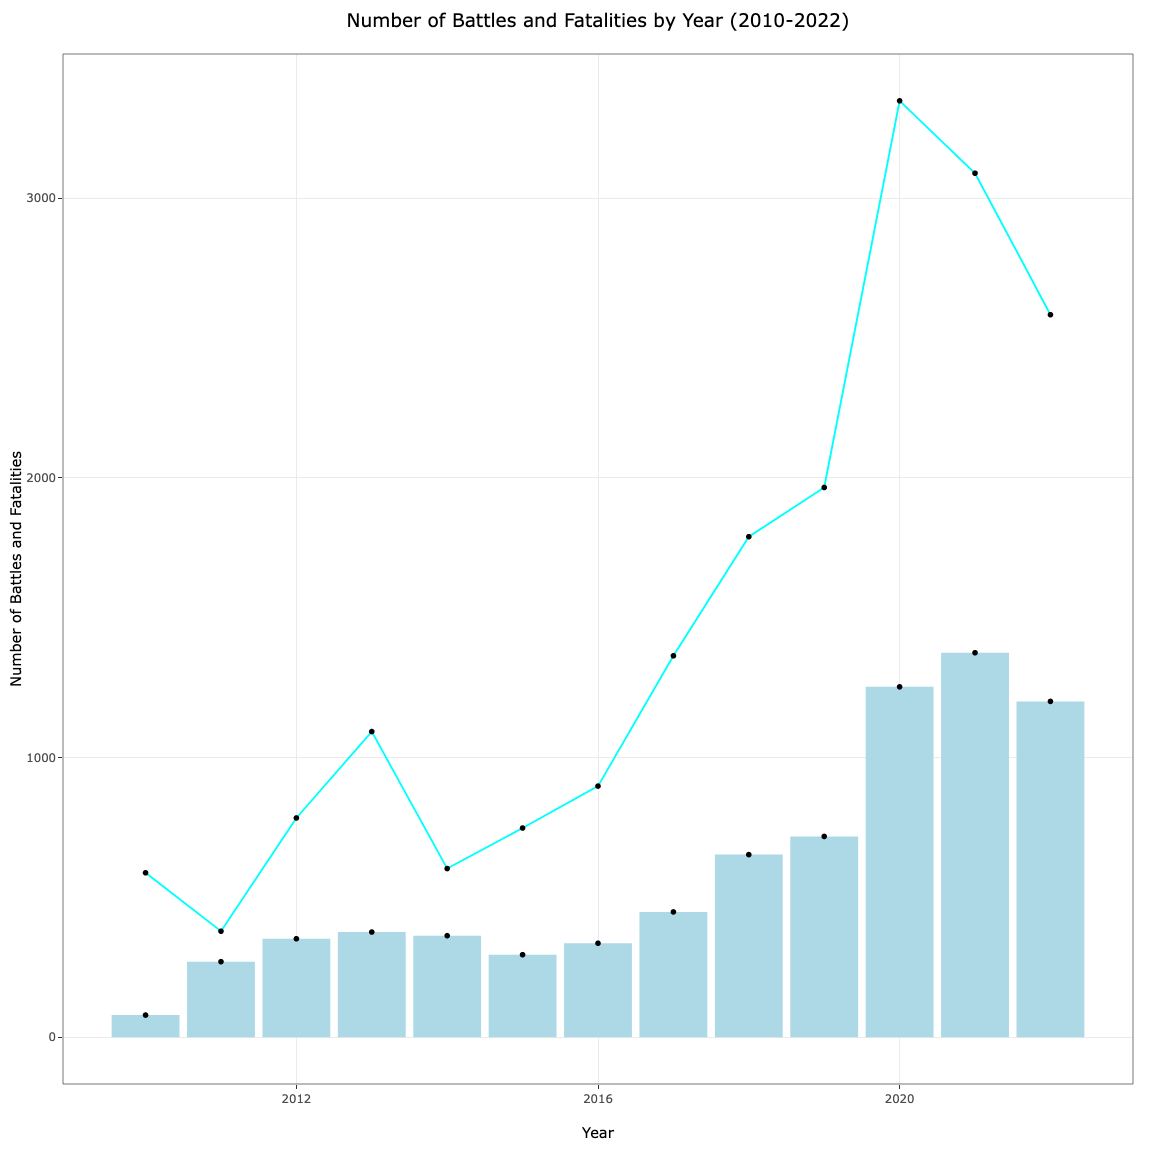 Number of Battles and Fatalities by Year (2010-2022)
Number of Battles and Fatalities
3000
2000
1000
0
2012
2016
2020
Year